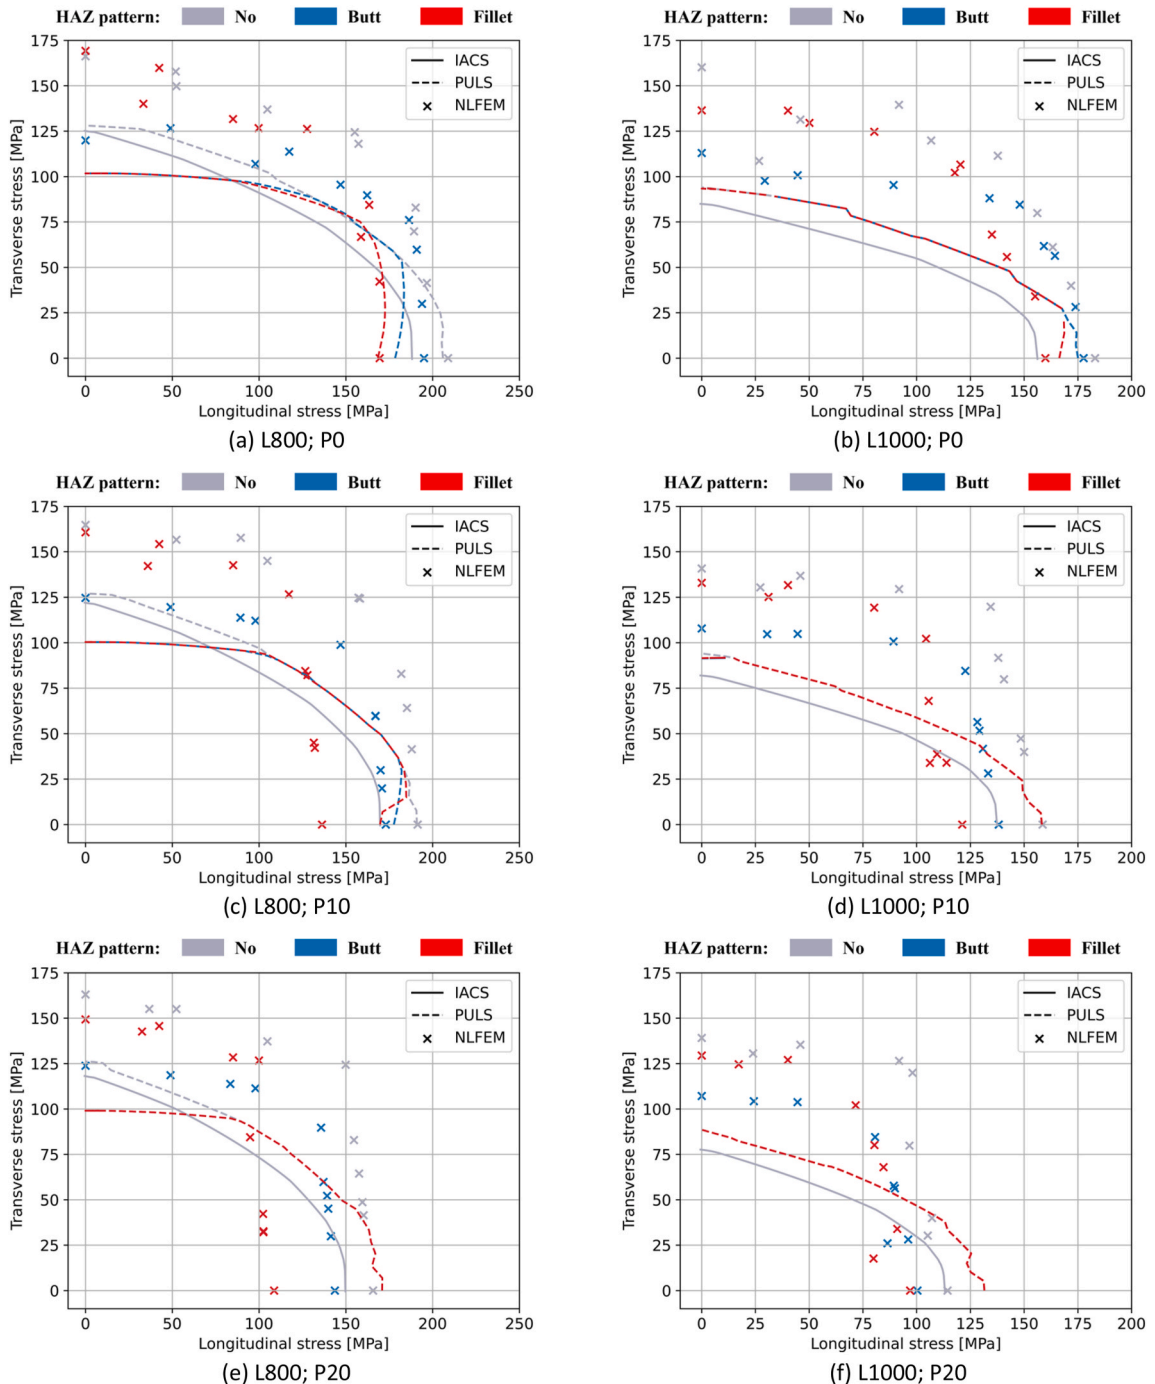 HAZ pattern: No Butt Fillet
175
150
125
100
75
50
25
0
Transverse stress [MPa]
IACS
PULS
NLFEM
0 50 100 150 200 250
Longitudinal stress [MPa]
(a) L800; P0
HAZ pattern: No Butt Fillet
175
150
125
100
75
50
25
0
Transverse stress [MPa]
IACS
PULS
NLFEM
0 25 50 75 100 125 150 175 200
Longitudinal stress [MPa]
(b) L1000; P0
HAZ pattern: No Butt Fillet
175
150
125
100
75
50
25
0
Transverse stress [MPa]
IACS
PULS
NLFEM
0 50 100 150 200 250
Longitudinal stress [MPa]
(c) L800; P10
HAZ pattern: No Butt Fillet
175
150
125
100
75
50
25
0
Transverse stress [MPa]
IACS
PULS
NLFEM
0 25 50 75 100 125 150 175 200
Longitudinal stress [MPa]
(d) L1000; P10
HAZ pattern: No Butt Fillet
175
150
125
100
75
50
25
0
Transverse stress [MPa]
IACS
PULS
NLFEM
0 50 100 150 200 250
Longitudinal stress [MPa]
(e) L800; P20
HAZ pattern: No Butt Fillet
175
150
125
100
75
50
25
0
Transverse stress [MPa]
IACS
PULS
NLFEM
0 25 50 75 100 125 150 175 200
Longitudinal stress [MPa]
(f) L1000; P20